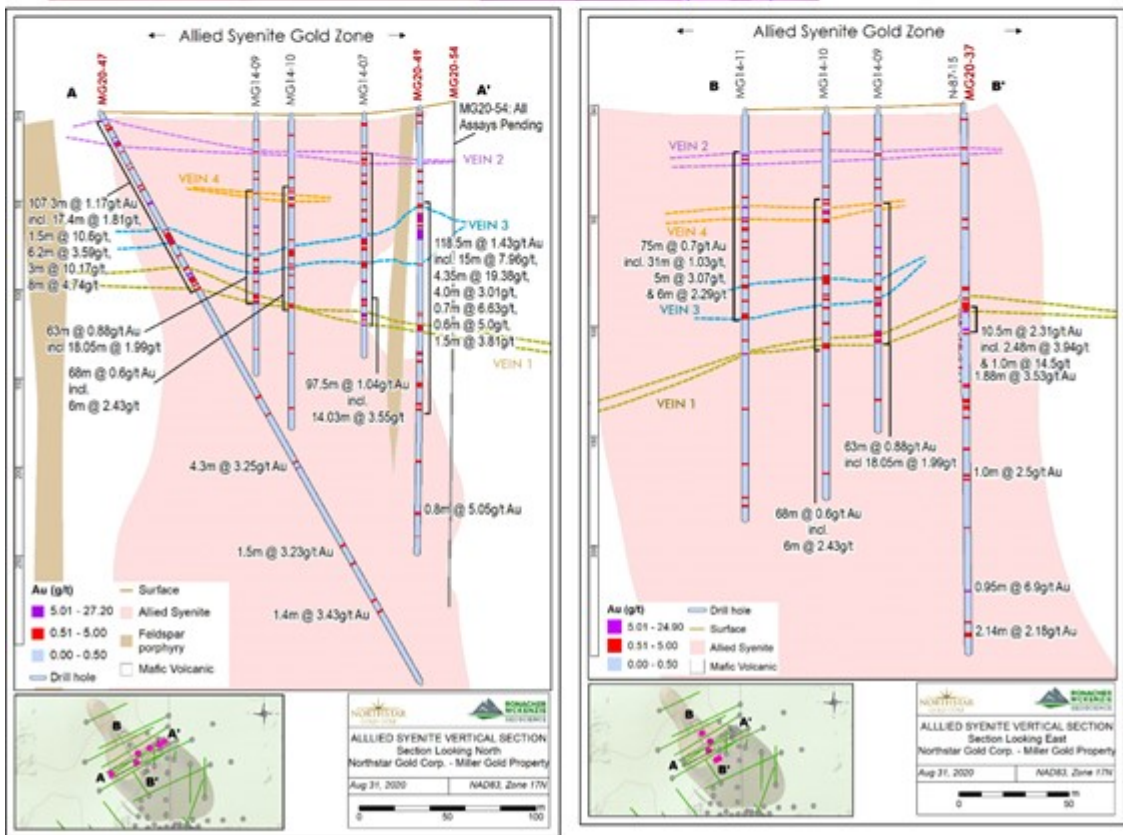 Allied Syenite Gold Zone
A
MG20-47
MG14-09
MG14-10
MG14-07
MG20-49
MG20-54
A'
MG20-54: All
Assays Pending
VEIN 2
VEIN 4
VEIN 3
107.3m @ 1.17g/t Au
incl. 17.4m @ 1.81g/t,
1.5m @ 10.6g/t,
6.2m @ 3.59g/t,
3m @ 10.17g/t
8m @ 4.74g/t
118.5m @ 1.43g/t Au
incl. 15m @ 7.96g/t,
4.35m @ 19.38g/t,
4.0m @ 3.01g/t,
0.7m @ 6.63g/t,
0.6m @ 5.0g/t,
1.5m @ 3.81g/t
VEIN 1
63m @ 0.88g/t Au
incl 18.05m @ 1.99g/t
68m @ 0.6g/t Au
incl.
6m @ 2.43g/t
97.5m @ 1.04g/t Au
incl.
14.03m @ 3.55g/t
4.3m @ 3.25g/t Au
0.8m @ 5.05g/t Au
1.5m @ 3.23g/t Au
1.4m @ 3.43g/t Au
Au (g/t)
5.01 - 27.20
0.51 - 5.00
0.00 - 0.50
Drill hole
Surface
Allied Syenite
Feldspar
porphyry
Mafic Volcanic
A
B
A'
B'
NORTHSTAR
GOLD CORP
RONACHER
MCKENZIE
GEOSCIENCE
ALLLIED SYENITE VERTICAL SECTION
Section Looking North
Northstar Gold Corp. - Miller Gold Property
Aug 31, 2020
NAD83, Zone 17N
0 50 100
m
Allied Syenite Gold Zone
B
MG14-11
MG14-10
MG14-09
N-87-15
MG20-37
B'
VEIN 2
VEIN 4
75m @ 0.7g/t Au
incl. 31m @ 1.03g/t,
5m @ 3.07g/t,
& 6m @ 2.29g/t
VEIN 3
VEIN 1
10.5m @ 2.31g/t Au
incl. 2.48m @ 3.94g/t
& 1.0m @ 14.5g/t
1.88m @ 3.53g/t Au
63m @ 0.88g/t Au
incl 18.05m @ 1.99g/t
1.0m @ 2.5g/t Au
68m @ 0.6g/t Au
incl.
6m @ 2.43g/t
0.95m @ 6.9g/t Au
2.14m @ 2.18g/t Au
Au (g/t)
5.01 - 24.90
0.51 - 5.00
0.00 - 0.50
Drill hole
Surface
Allied Syenite
Mafic Volcanic
B
A'
A
B'
NORTHSTAR
GOLD CORP
RONACHER
MCKENZIE
GEOSCIENCE
ALLLIED SYENITE VERTICAL SECTION
Section Looking East
Northstar Gold Corp. - Miller Gold Property
Aug 31, 2020
NAD83, Zone 17N
0 50
m